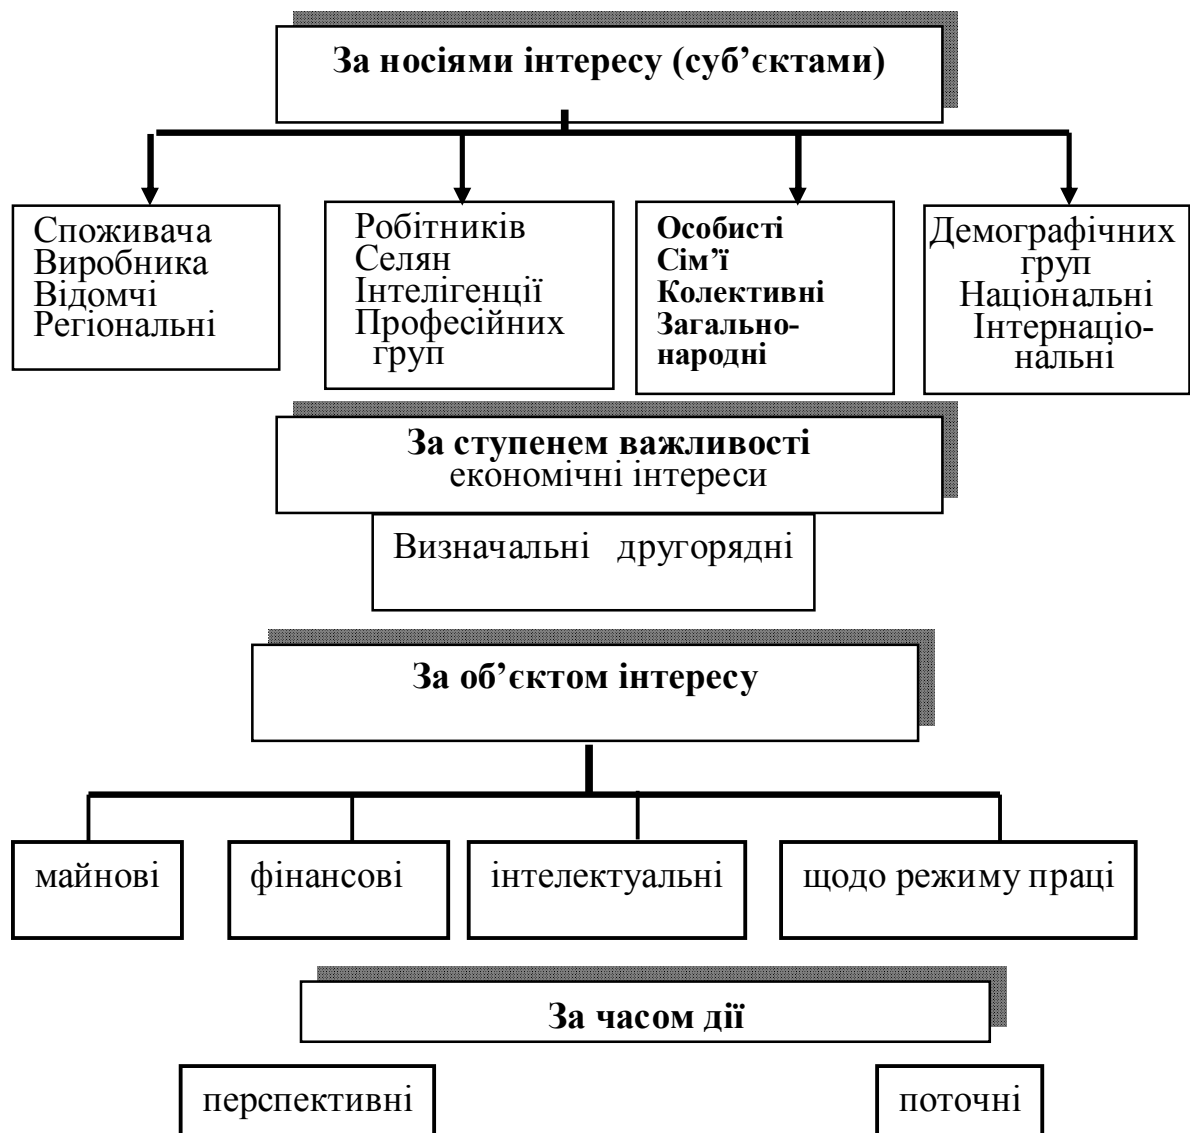 За носіями інтересу (суб’єктами)
Споживача
Виробника
Відомчі
Регіональні
Робітників
Селян
Інтелігенції
Професійних
груп
Особисті
Сім’ї
Колективні
Загально-
народні
Демографічних
груп
Національні
Інтернаціо-
нальні
За ступенем важливості
економічні інтереси
Визначальні другорядні
За об’єктом інтересу
майнові
фінансові
інтелектуальні
щодо режиму праці
За часом дії
перспективні
поточні